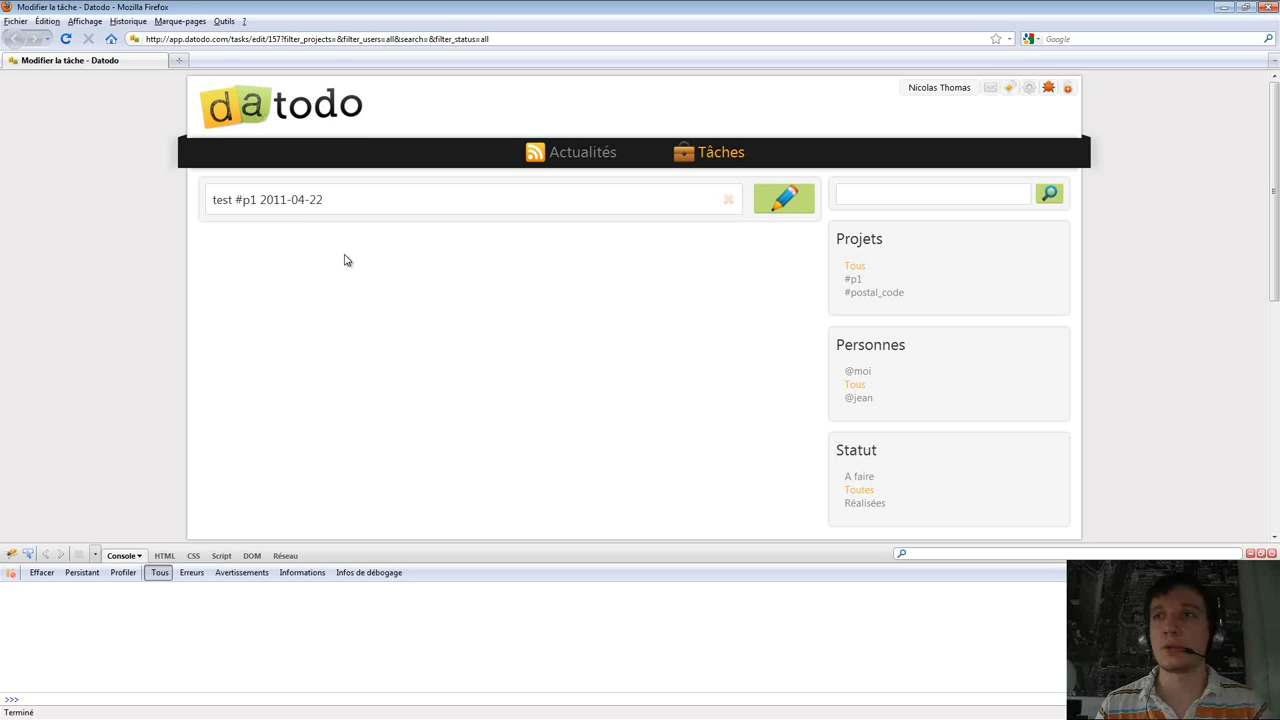 Modifier la tâche - Datodo - Mozilla Firefox
Fichier Édition Affichage Historique Marque-pages Outils ?
http://app.datodo.com/tasks/edit/157?filter_projects=&filter_users=all&search=&filter_status=all
Google
Modifier la tâche - Datodo
datodo
Nicolas Thomas
Actualités
Tâches
test #p1 2011-04-22
Projets
Tous
#p1
#postal_code
Personnes
@moi
Tous
@jean
Statut
A faire
Toutes
Réalisées
Console HTML CSS Script DOM Réseau
Effacer Persistant Profiler Tous Erreurs Avertissements Informations Infos de débogage
>>>
Terminé